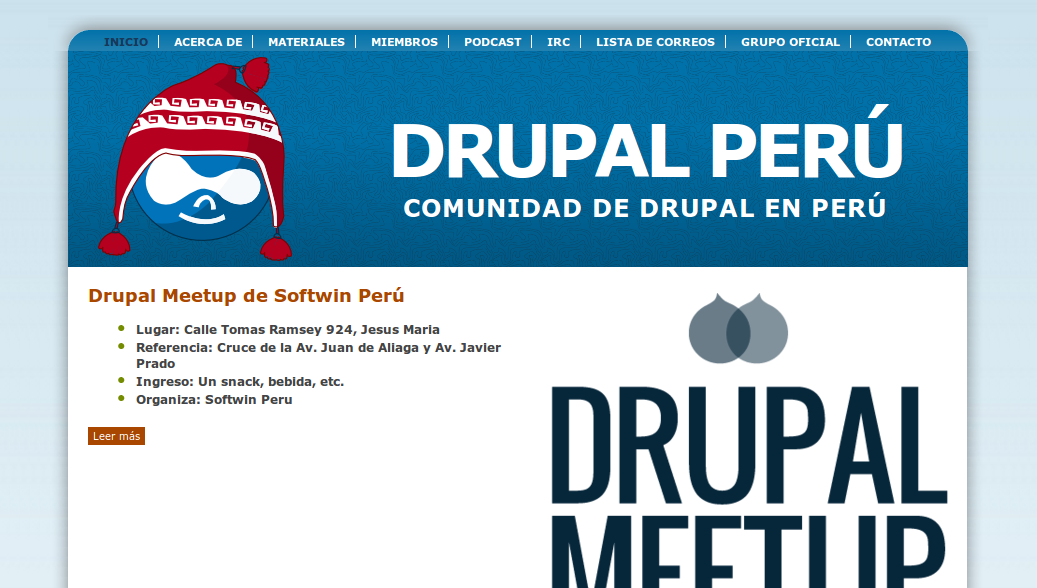 INICIO ACERCA DE MATERIALES MIEMBROS PODCAST IRC LISTA DE CORREOS GRUPO OFICIAL CONTACTO
DRUPAL PERÚ
COMUNIDAD DE DRUPAL EN PERÚ
Drupal Meetup de Softwin Perú
Lugar: Calle Tomas Ramsey 924, Jesus Maria
Referencia: Cruce de la Av. Juan de Aliaga y Av. Javier
Prado
Ingreso: Un snack, bebida, etc.
Organiza: Softwin Peru
Leer más
DRUPAL
MEETUP